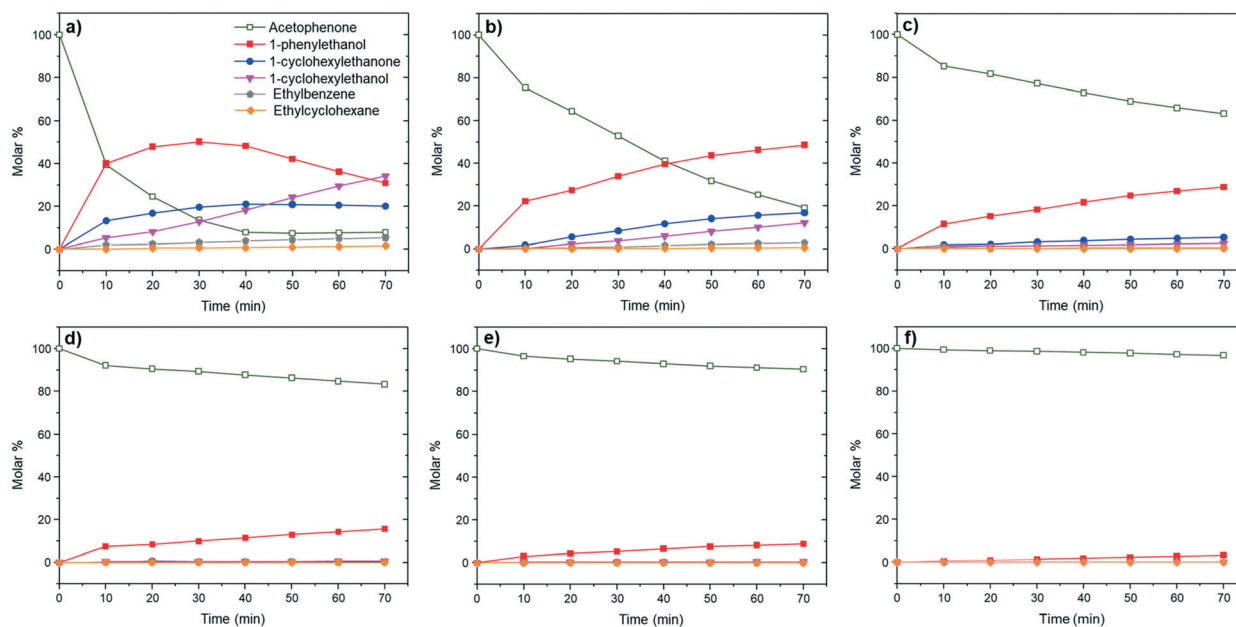 a)
Acetophenone
1-phenylethanol
1-cyclohexylethanone
1-cyclohexylethanol
Ethylbenzene
Ethylcyclohexane
100
80
60
40
20
0
Molar %
0 10 20 30 40 50 60 70
Time (min)
b)
100
80
60
40
20
0
Molar %
0 10 20 30 40 50 60 70
Time (min)
c)
100
80
60
40
20
0
Molar %
0 10 20 30 40 50 60 70
Time (min)
d)
100
80
60
40
20
0
Molar %
0 10 20 30 40 50 60 70
Time (min)
e)
100
80
60
40
20
0
Molar %
0 10 20 30 40 50 60 70
Time (min)
f)
100
80
60
40
20
0
Molar %
0 10 20 30 40 50 60 70
Time (min)